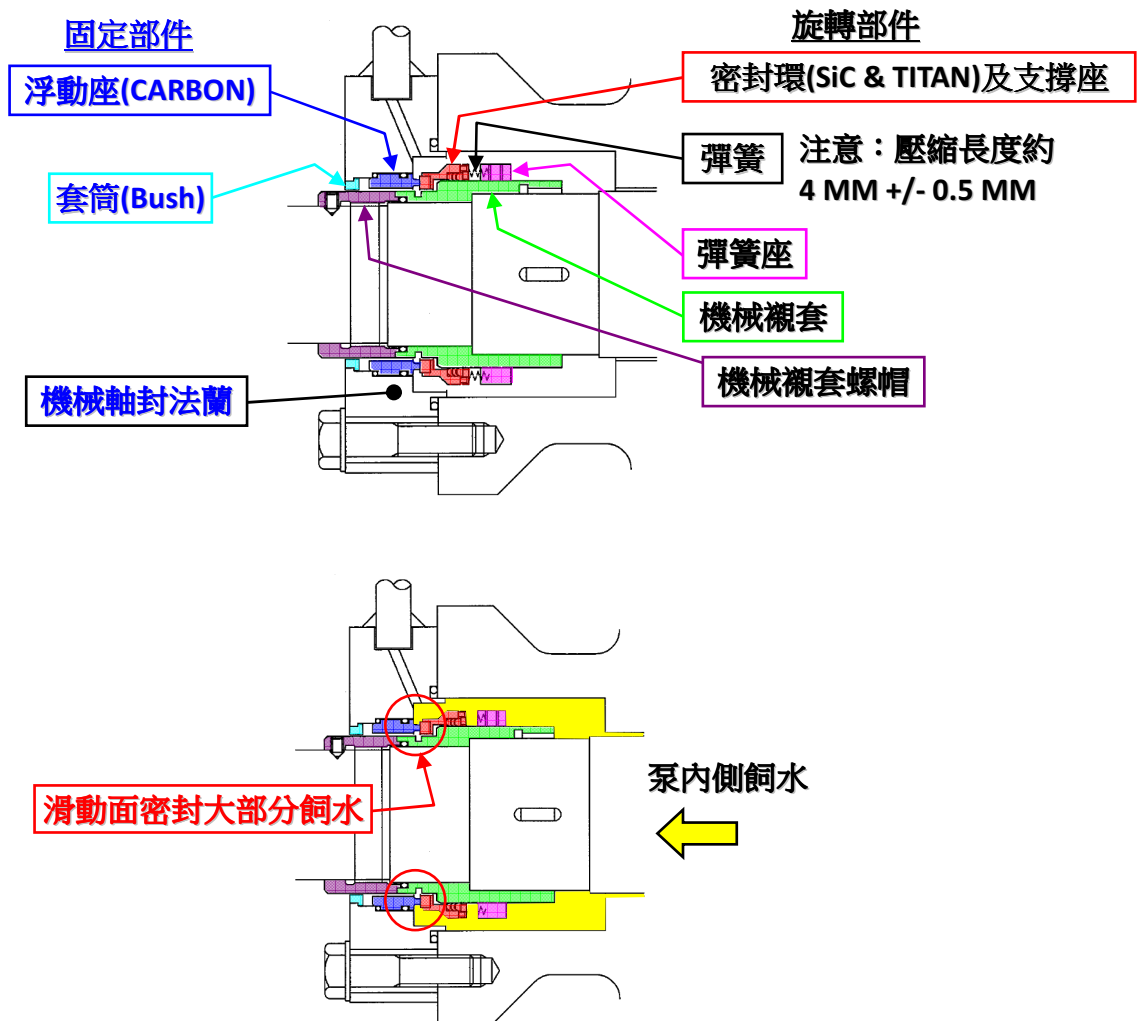 固定部件
旋轉部件
浮動座(CARBON)
密封環(SiC & TITAN)及支撐座
彈簧
注意：壓縮長度約
4 MM +/- 0.5 MM
套筒(Bush)
彈簧座
機械襯套
機械襯套螺帽
機械軸封法蘭
泵內側飼水
滑動面密封大部分飼水